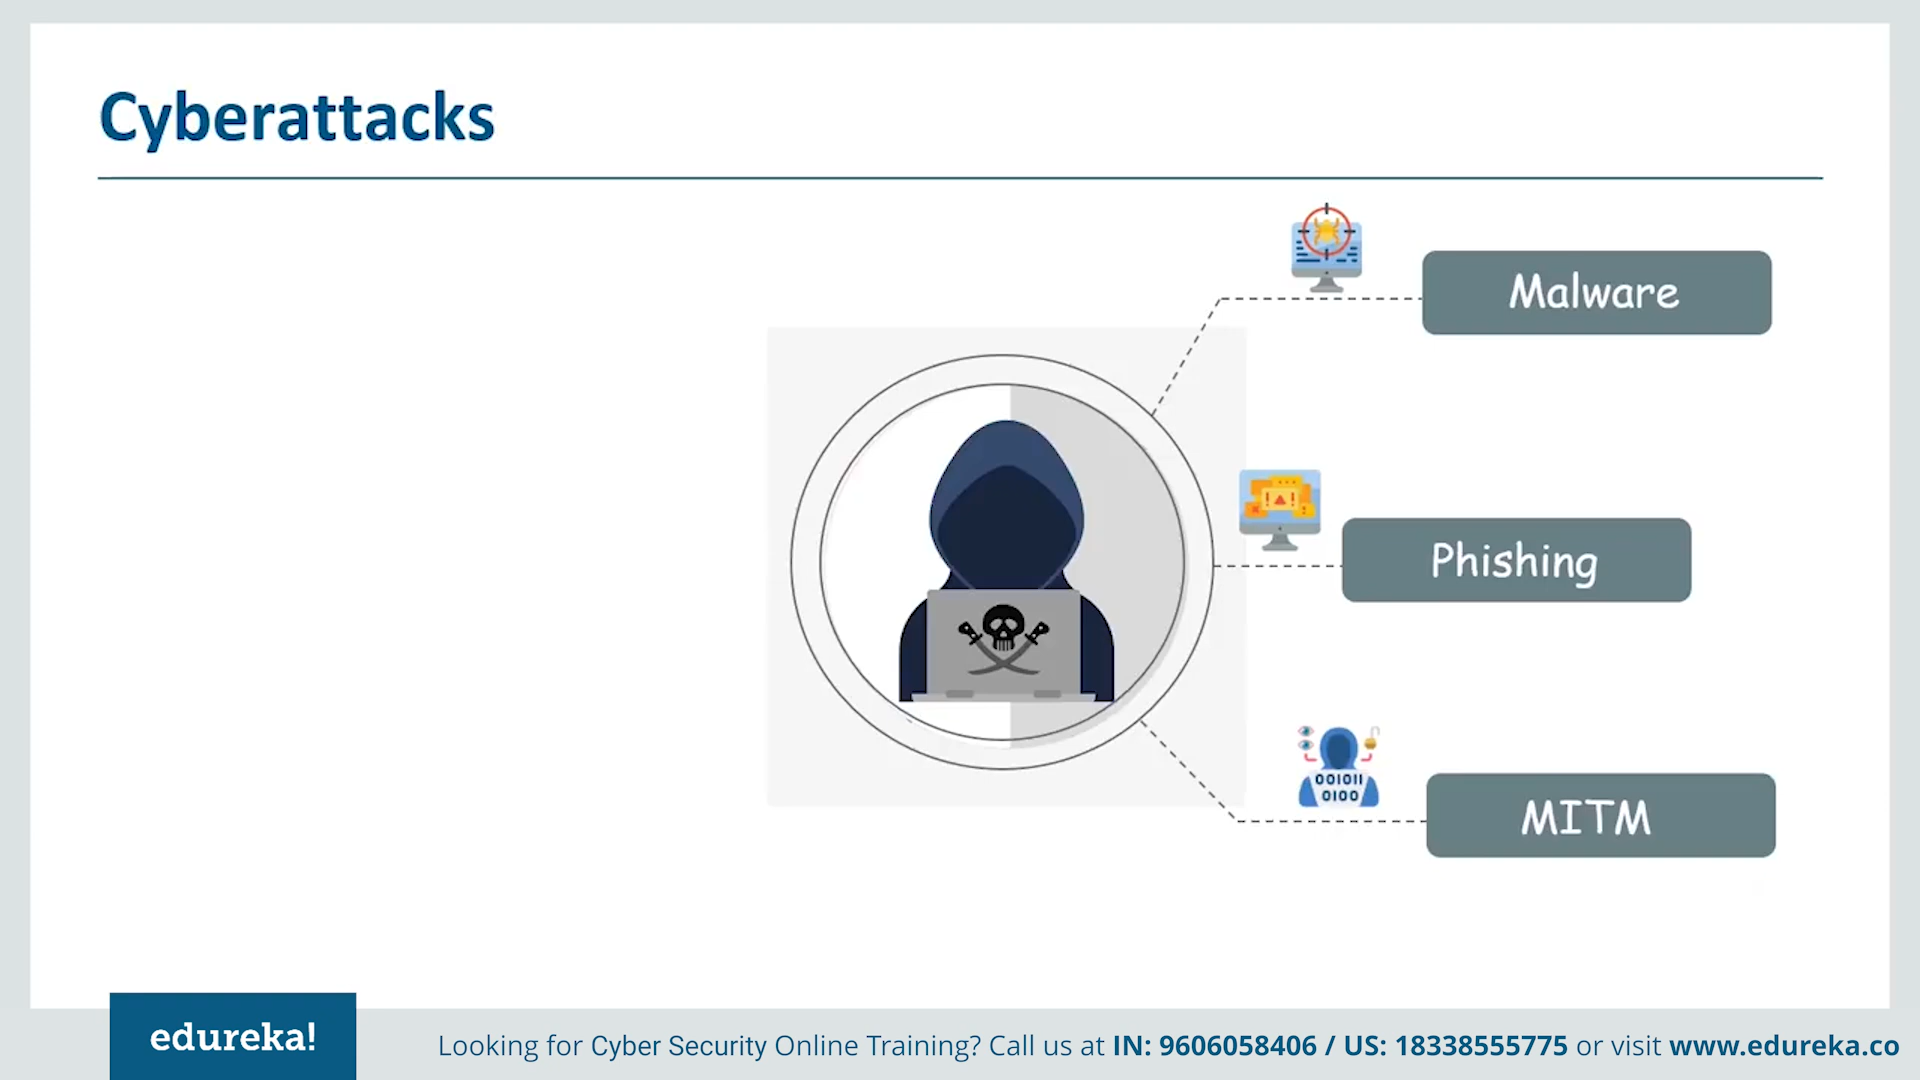 Cyberattacks
Malware
Phishing
MITM
001011
0100
edureka!
Looking for Cyber Security Online Training? Call us at IN: 9606058406 / US: 18338555775 or visit www.edureka.co